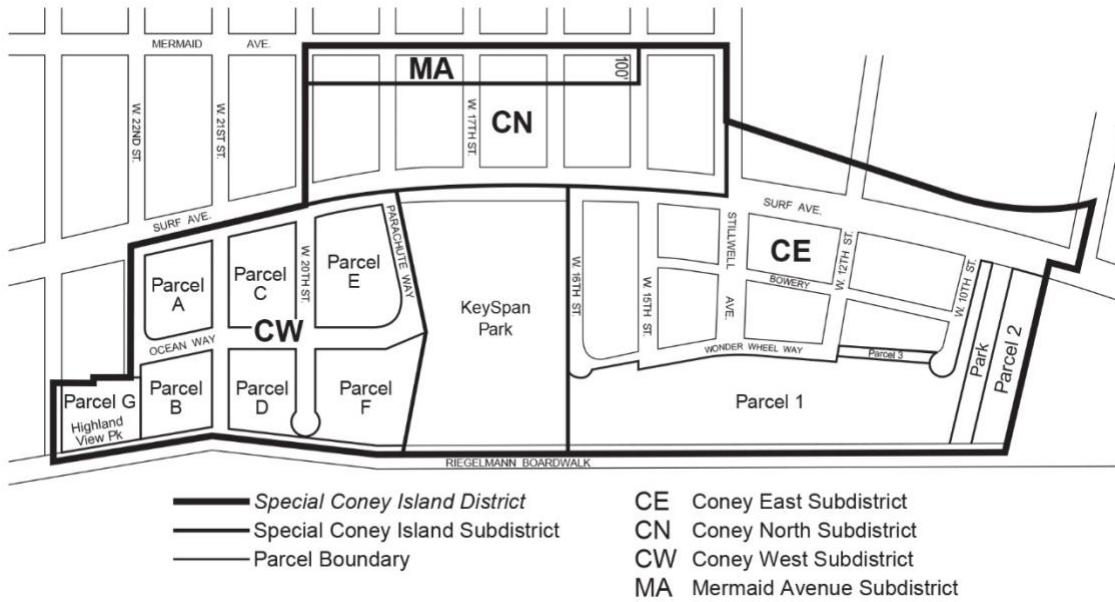 MERMAID AVE.
MA
100'
W. 22ND ST.
W. 21ST ST.
W. 17TH ST.
CN
SURF AVE.
PARACHUTE WAY
SURF AVE.
STILLWELL AVE.
CE
W. 12TH ST.
BOWERY
W. 10TH ST.
Parcel
A
Parcel
C
W. 20TH ST.
Parcel
E
CW
OCEAN WAY
KeySpan
Park
W. 16TH ST.
W. 15TH ST.
WONDER WHEEL WAY
Parcel 3
Park
Parcel 2
Parcel G
Highland
View Pk
Parcel
B
Parcel
D
Parcel
F
Parcel 1
RIEGELMANN BOARDWALK
Special Coney Island District
Special Coney Island Subdistrict
Parcel Boundary
CE Coney East Subdistrict
CN Coney North Subdistrict
CW Coney West Subdistrict
MA Mermaid Avenue Subdistrict